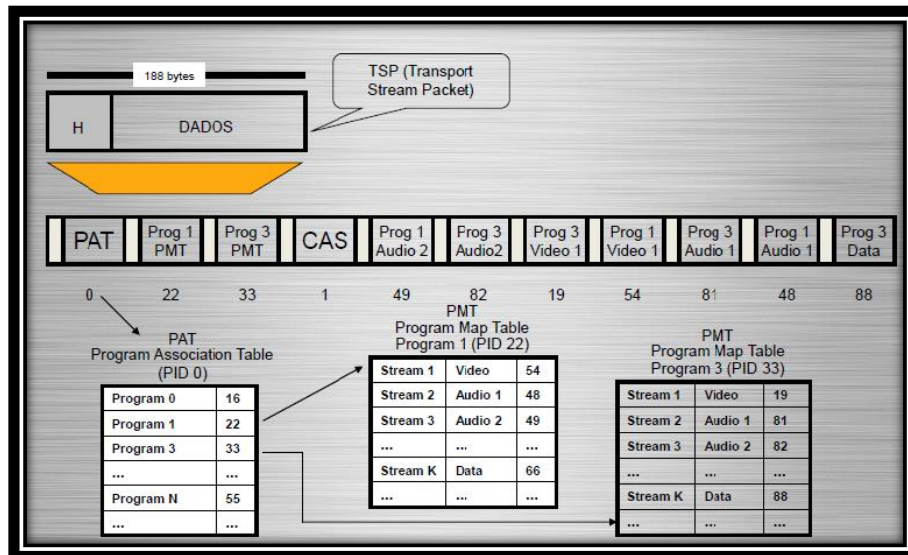 188 bytes
TSP (Transport
Stream Packet)
H DADOS
PAT
Prog 1
PMT
Prog 3
PMT
CAS
Prog 1
Audio 2
Prog 3
Audio2
Prog 3
Video 1
Prog 1
Video 1
Prog 3
Audio 1
Prog 1
Audio 1
Prog 3
Data
0 22 33 1 49 82 19 54 81 48 88
PAT
Program Association Table
(PID 0)
Program 0 16
Program 1 22
Program 3 33
... ...
Program N 55
... ...
PMT
Program Map Table
Program 1 (PID 22)
Stream 1 Video 54
Stream 2 Audio 1 48
Stream 3 Audio 2 49
... ... ...
Stream K Data 66
... ... ...
PMT
Program Map Table
Program 3 (PID 33)
Stream 1 Video 19
Stream 2 Audio 1 81
Stream 3 Audio 2 82
... ... ...
Stream K Data 88
... ... ...